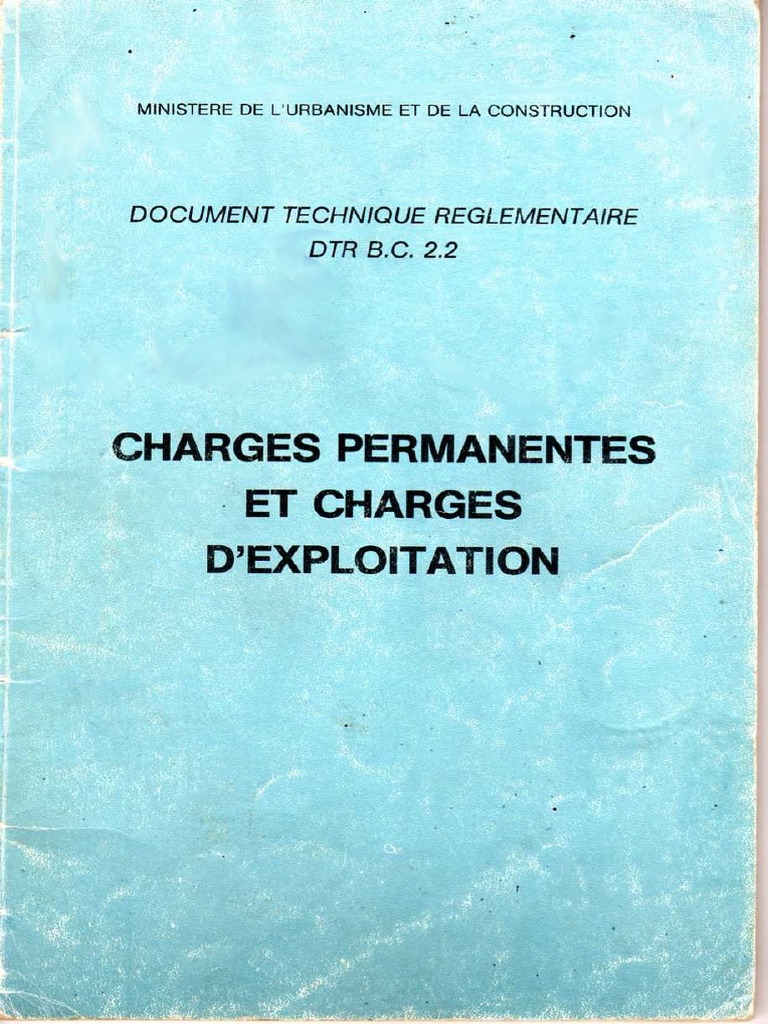 MINISTERE DE L'URBANISME ET DE LA CONSTRUCTION
DOCUMENT TECHNIQUE REGLEMENTAIRE
DTR B.C. 2.2
CHARGES PERMANENTES
ET CHARGES
D'EXPLOITATION